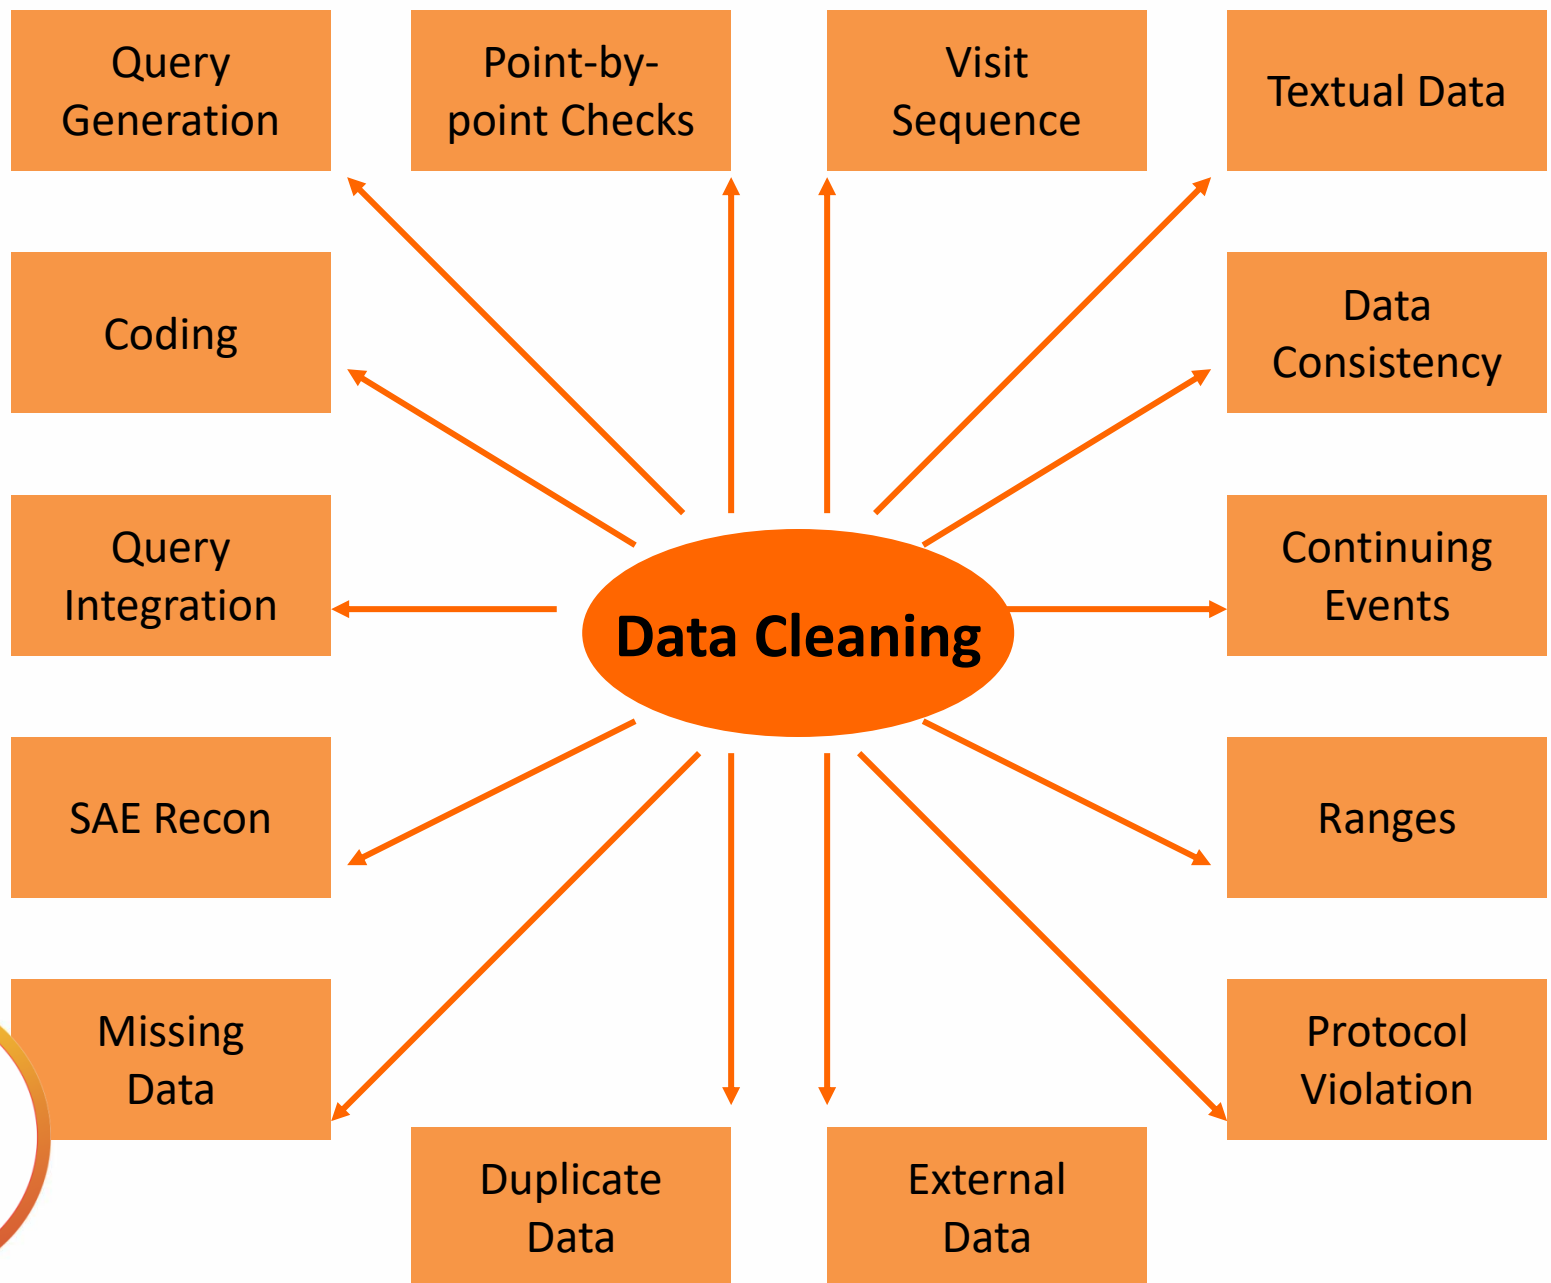 Query
Generation
Point-by-
point Checks
Visit
Sequence
Textual Data
Coding
Data
Consistency
Query
Integration
Data Cleaning
Continuing
Events
SAE Recon
Ranges
Missing
Data
Protocol
Violation
Duplicate
Data
External
Data